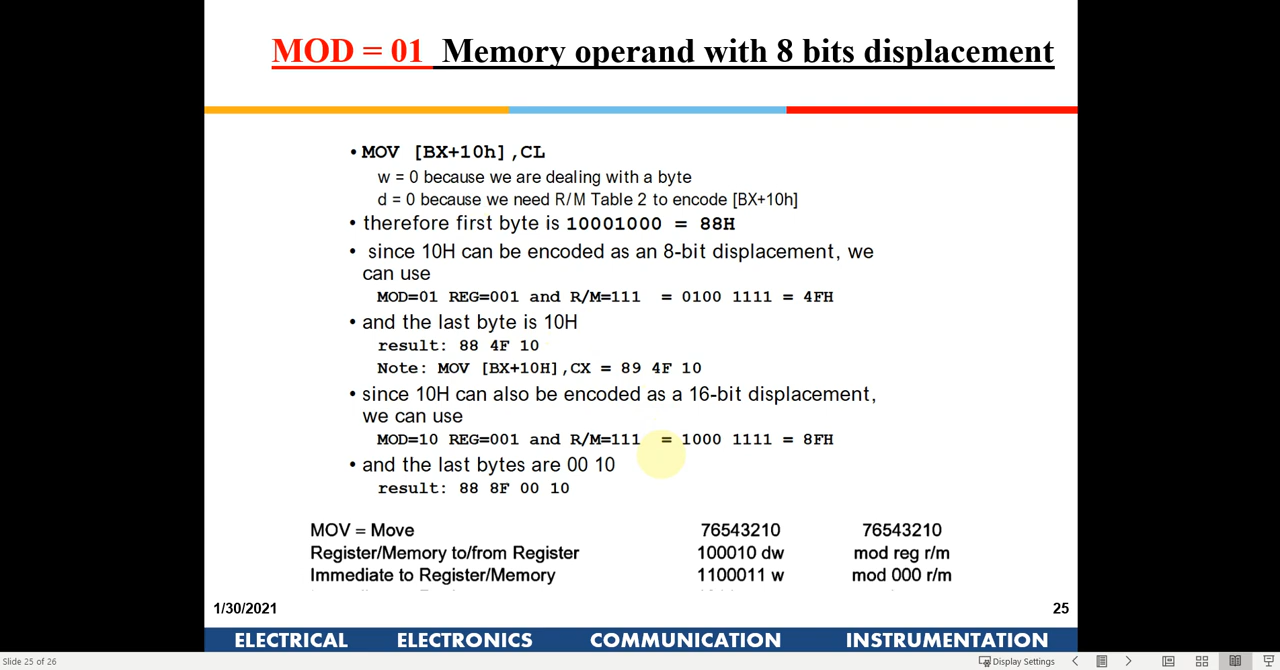 MOD = 01 Memory operand with 8 bits displacement
• MOV [BX+10h],CL
w = 0 because we are dealing with a byte
d = 0 because we need R/M Table 2 to encode [BX+10h]
• therefore first byte is 10001000 = 88H
• since 10H can be encoded as an 8-bit displacement, we
can use
MOD=01 REG=001 and R/M=111 = 0100 1111 = 4FH
• and the last byte is 10H
result: 88 4F 10
Note: MOV [BX+10H],CX = 89 4F 10
• since 10H can also be encoded as a 16-bit displacement,
we can use
MOD=10 REG=001 and R/M=111 = 1000 1111 = 8FH
• and the last bytes are 00 10
result: 88 8F 00 10
MOV = Move 76543210 76543210
Register/Memory to/from Register 100010 dw mod reg r/m
Immediate to Register/Memory 1100011 w mod 000 r/m
1/30/2021 25
ELECTRICAL ELECTRONICS COMMUNICATION INSTRUMENTATION
Slide 25 of 26 Display Settings